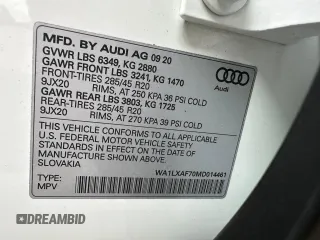 MFD. BY AUDI AG 09 20
GVWR LBS 6349, KG 2880
GAWR FRONT LBS 3241, KG 1470
FRONT-TIRES 285/45 R20
9JX20 RIMS, AT 250 KPA 36 PSI COLD
GAWR REAR LBS 3803, KG 1725
REAR-TIRES 285/45 R20
9JX20 RIMS, AT 270 KPA 39 PSI COLD
THIS VEHICLE CONFORMS TO ALL APPLICABLE
U.S. FEDERAL MOTOR VEHICLE SAFETY
STANDARDS IN EFFECT ON THE DATE OF
MANUFACTURE SHOWN ABOVE.
SLOVAKIA
WA1LXAF70MD014461
TYPE:
MPV
Audi
DREAMBID